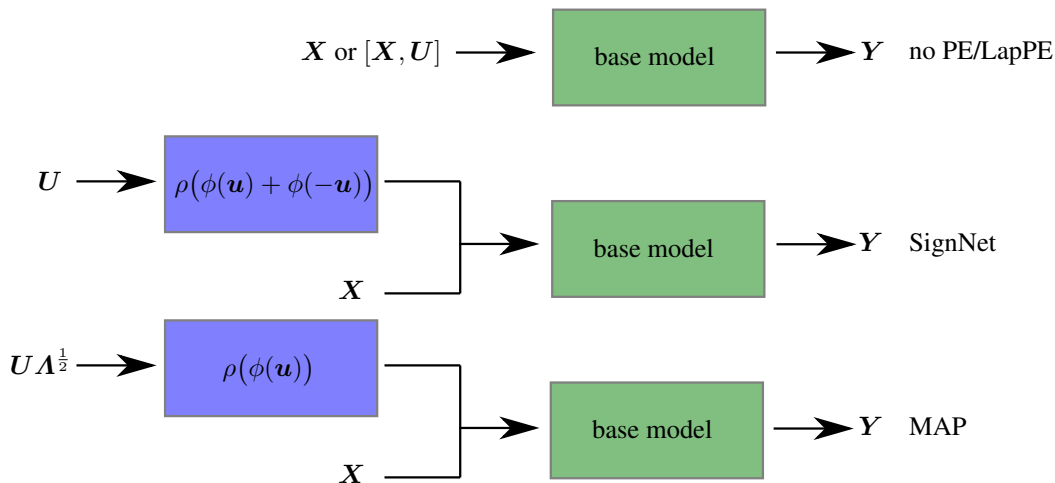 X or [X, U] base model Y no PE/LapPE
U ρ(ϕ(u) + ϕ(−u))
base model Y SignNet
X
UΛ^{1/2} ρ(ϕ(u))
base model Y MAP
X